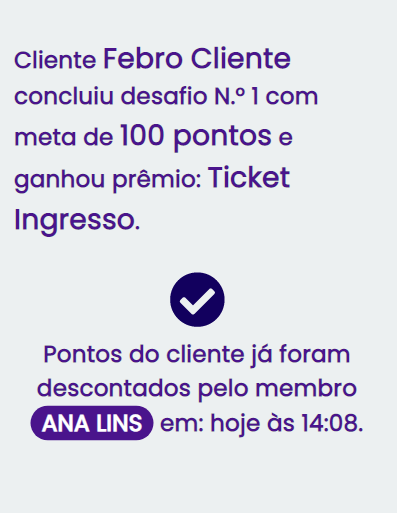 Cliente Febro Cliente
concluiu desafio N.º 1 com
meta de 100 pontos e
ganhou prêmio: Ticket
Ingresso.
Pontos do cliente já foram
descontados pelo membro
ANA LINS em: hoje às 14:08.